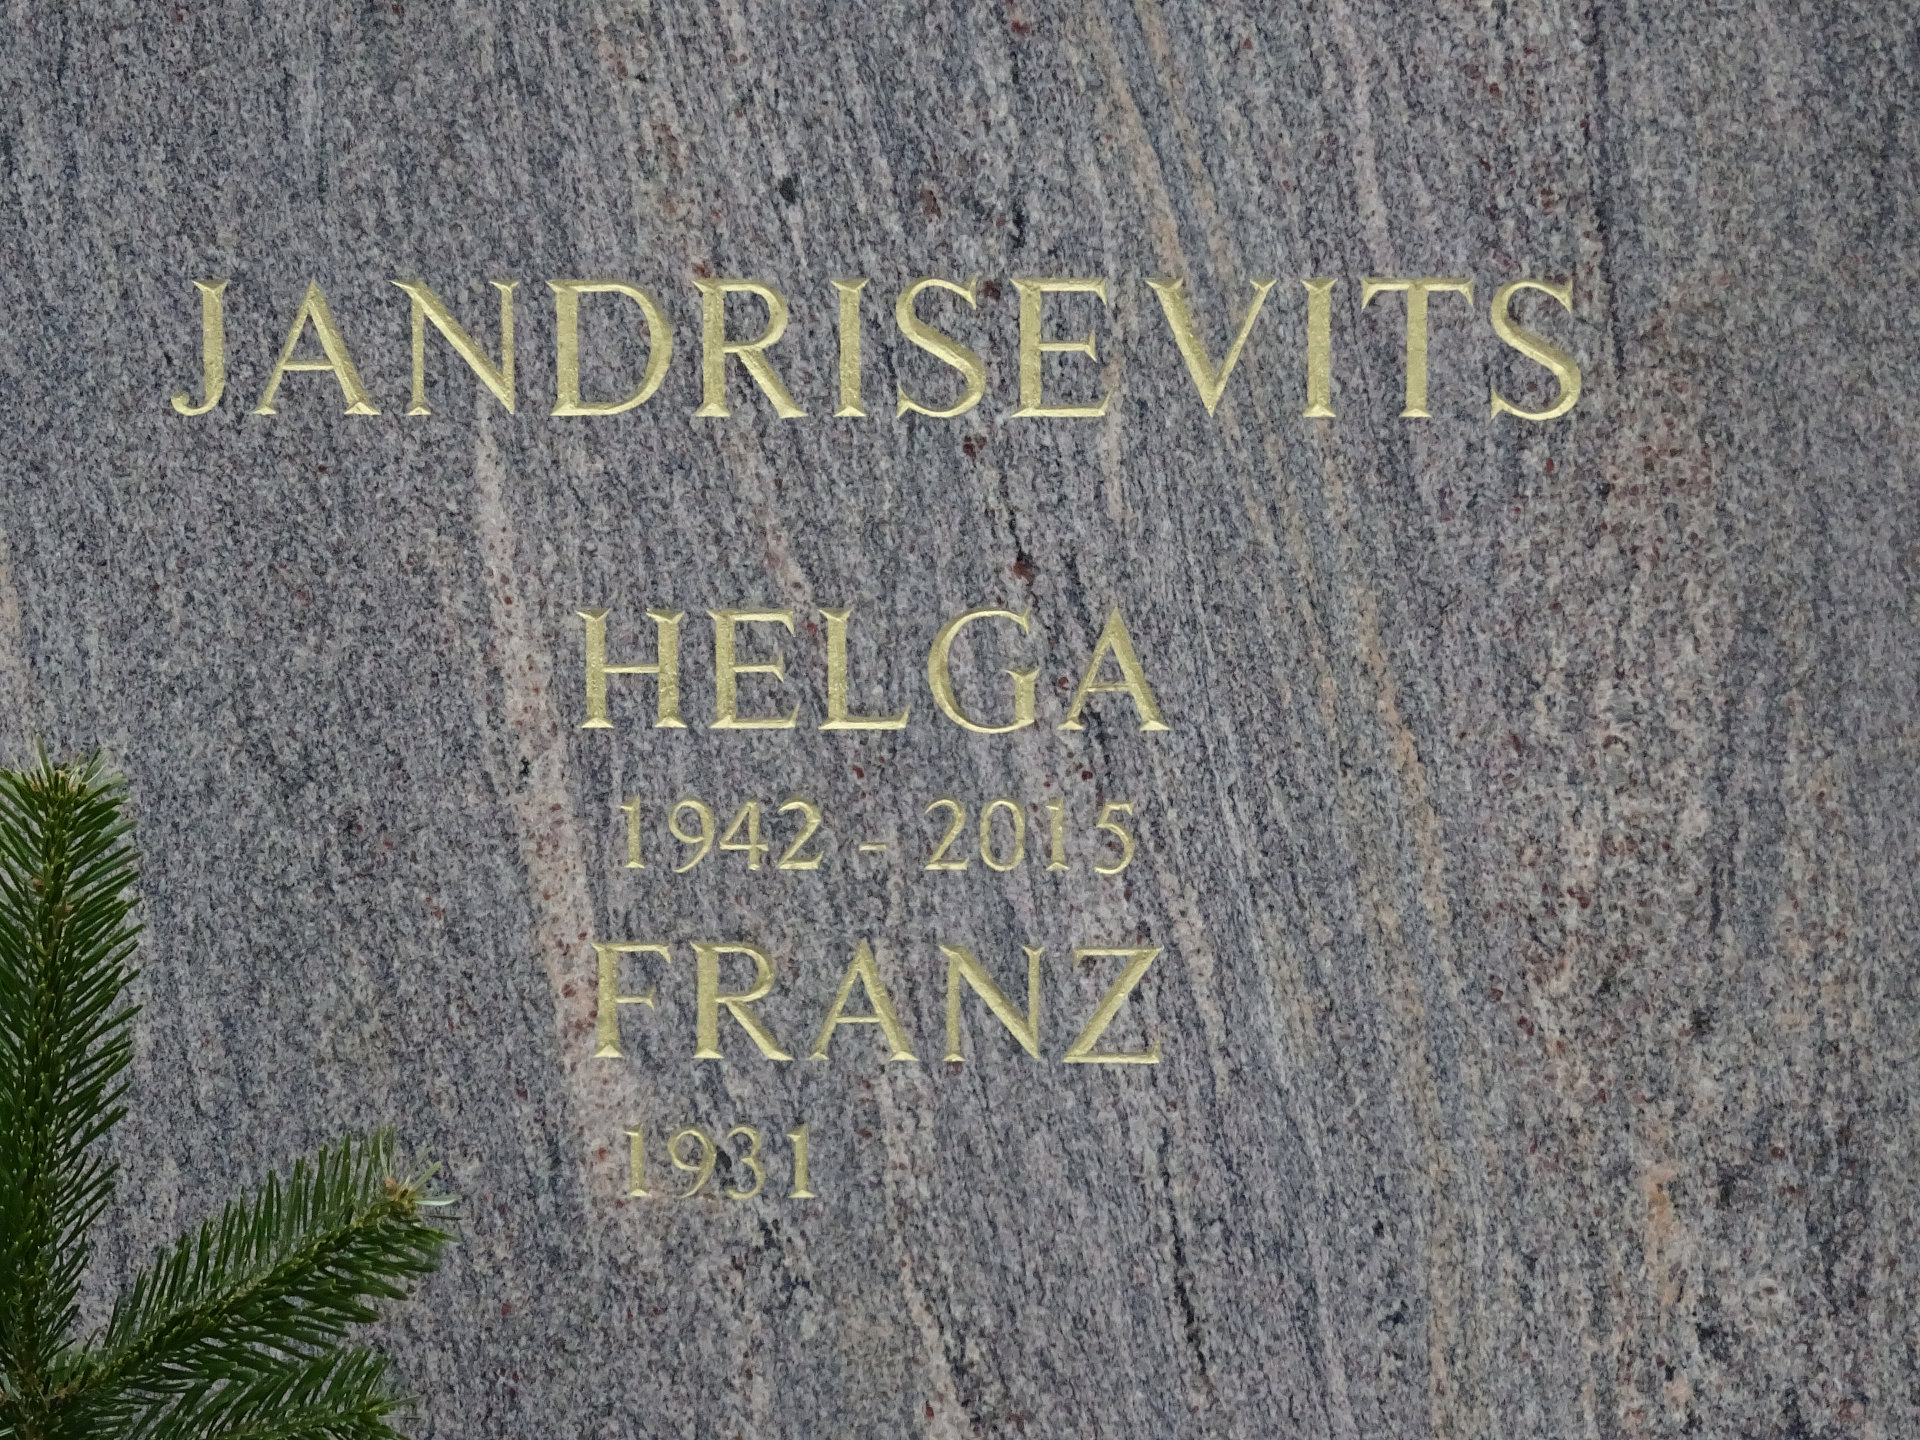 JANDRISEVITS
HELGA
1942 - 2015
FRANZ
1931